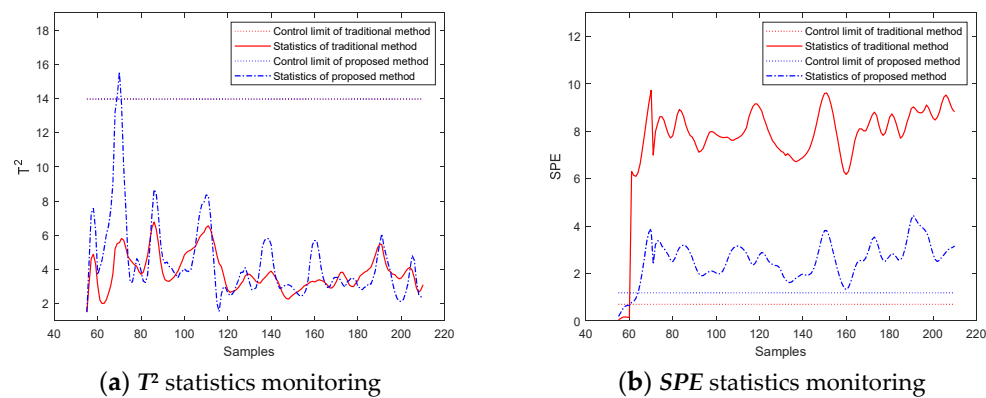 18
16
14
12
10
8
6
4
2
T²
40 60 80 100 120 140 160 180 200 220
Samples
Control limit of traditional method
Statistics of traditional method
Control limit of proposed method
Statistics of proposed method
(a) T² statistics monitoring
12
10
8
6
4
2
0
SPE
40 60 80 100 120 140 160 180 200 220
Samples
Control limit of traditional method
Statistics of traditional method
Control limit of proposed method
Statistics of proposed method
(b) SPE statistics monitoring